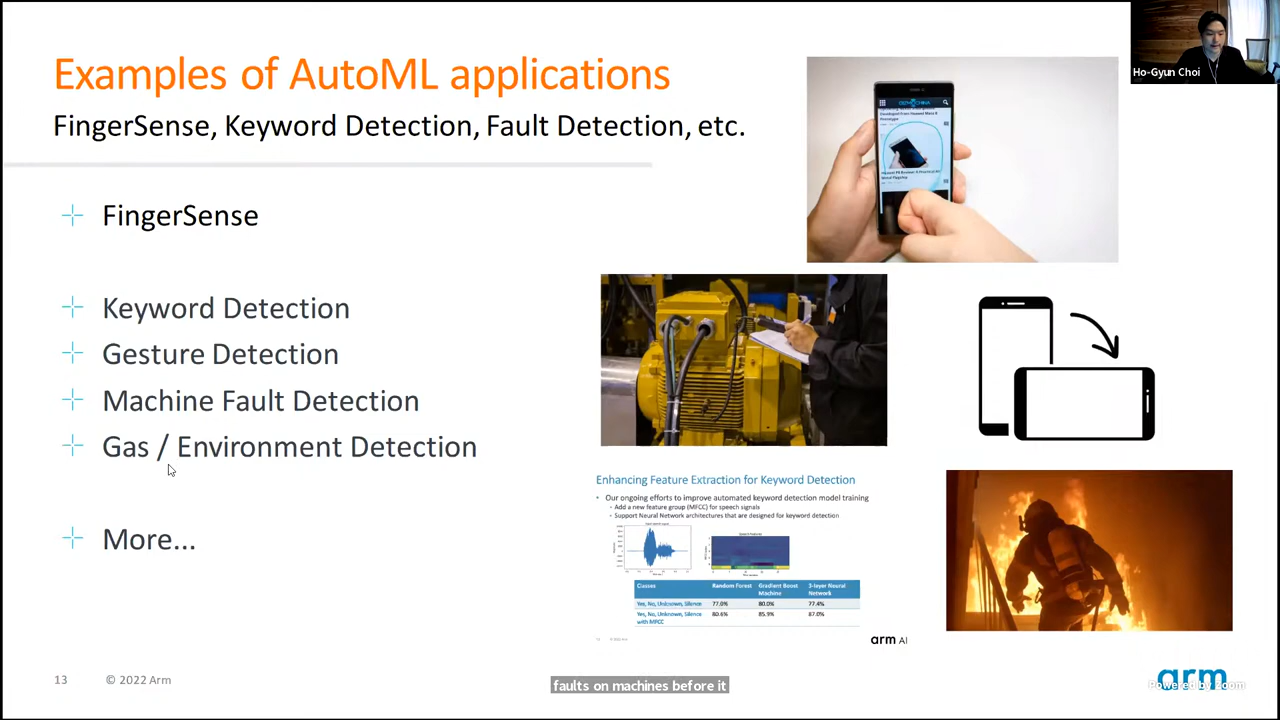 Examples of AutoML applications
FingerSense, Keyword Detection, Fault Detection, etc.
Ho-Gyun Choi
FingerSense
Keyword Detection
Gesture Detection
Machine Fault Detection
Gas / Environment Detection
More...
Enhancing Feature Extraction for Keyword Detection
• Our ongoing efforts to improve automated keyword detection model training
• Add a new feature group (MFCC) for speech signals
• Support Neural Network architectures that are designed for keyword detection
Classes Random Forest Gradient Boost Machine 3-layer Neural Network
Yes, No, Unknown, Silence 77.0% 80.0% 77.4%
Yes, No, Unknown, Silence with MFCC 80.6% 85.9% 87.0%
arm AI
13 © 2022 Arm
faults on machines before it
arm
Powered by Zoom